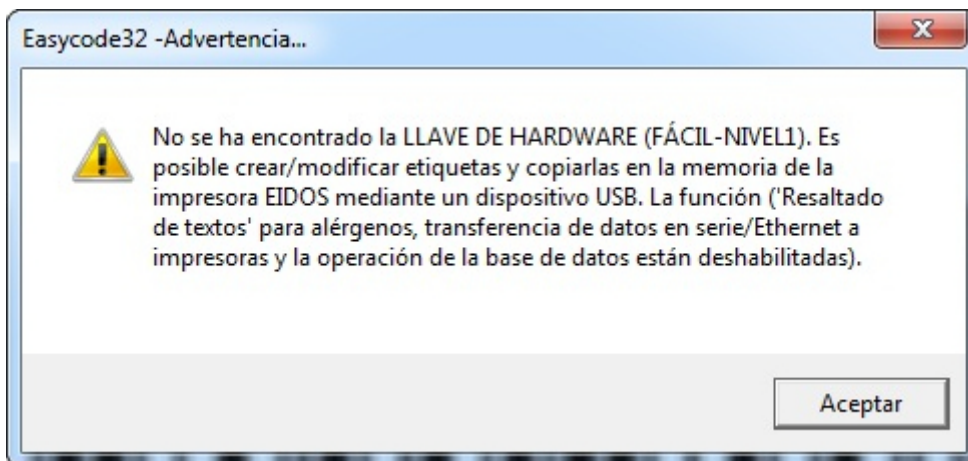 Easycode32 -Advertencia...
No se ha encontrado la LLAVE DE HARDWARE (FÁCIL-NIVEL1). Es
posible crear/modificar etiquetas y copiarlas en la memoria de la
impresora EIDOS mediante un dispositivo USB. La función ('Resaltado
de textos' para alérgenos, transferencia de datos en serie/Ethernet a
impresoras y la operación de la base de datos están deshabilitadas).
Aceptar